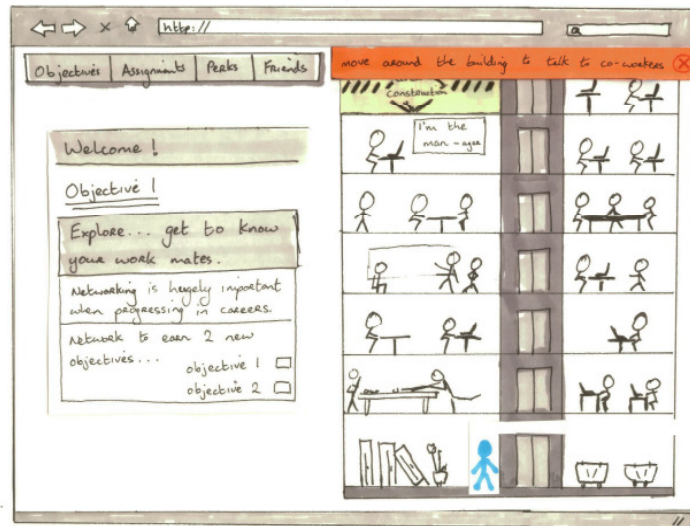 http://
Objectives Assignments Perks Friends
move around the building to talk to co-workers
Construction
I'm the
man-ager
Welcome!
Objective 1
Explore... get to know
your work mates.
Networking is hugely important
when progressing in careers.
Network to earn 2 new
objectives...
objective 1
objective 2